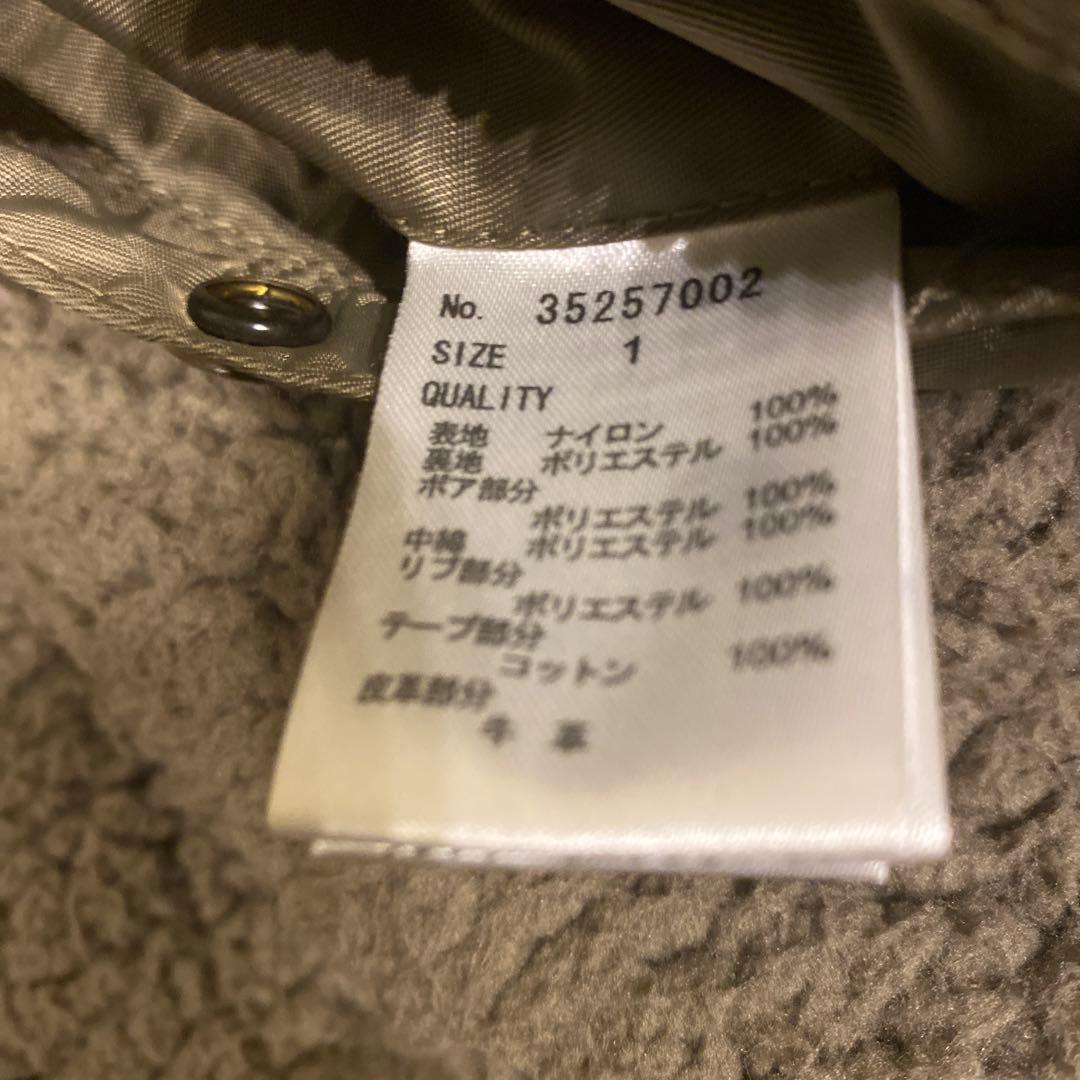 No. 35257002
SIZE 1
QUALITY
表地 ナイロン 100%
裏地 ポリエステル 100%
ボア部分
ポリエステル 100%
中綿 ポリエステル 100%
リブ部分
ポリエステル 100%
テープ部分
コットン 100%
皮革部分
牛 革